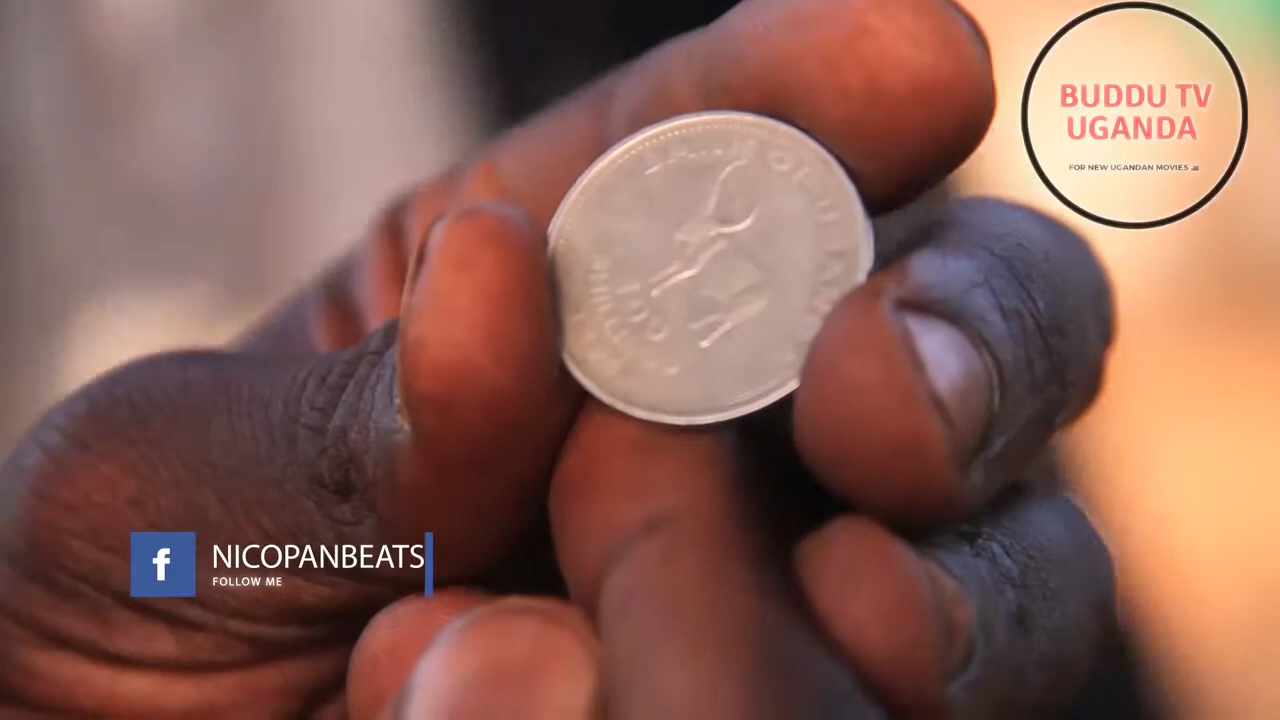 BUDDU TV
UGANDA
FOR NEW UGANDAN MOVIES
f
NICOPANBEATS
FOLLOW ME